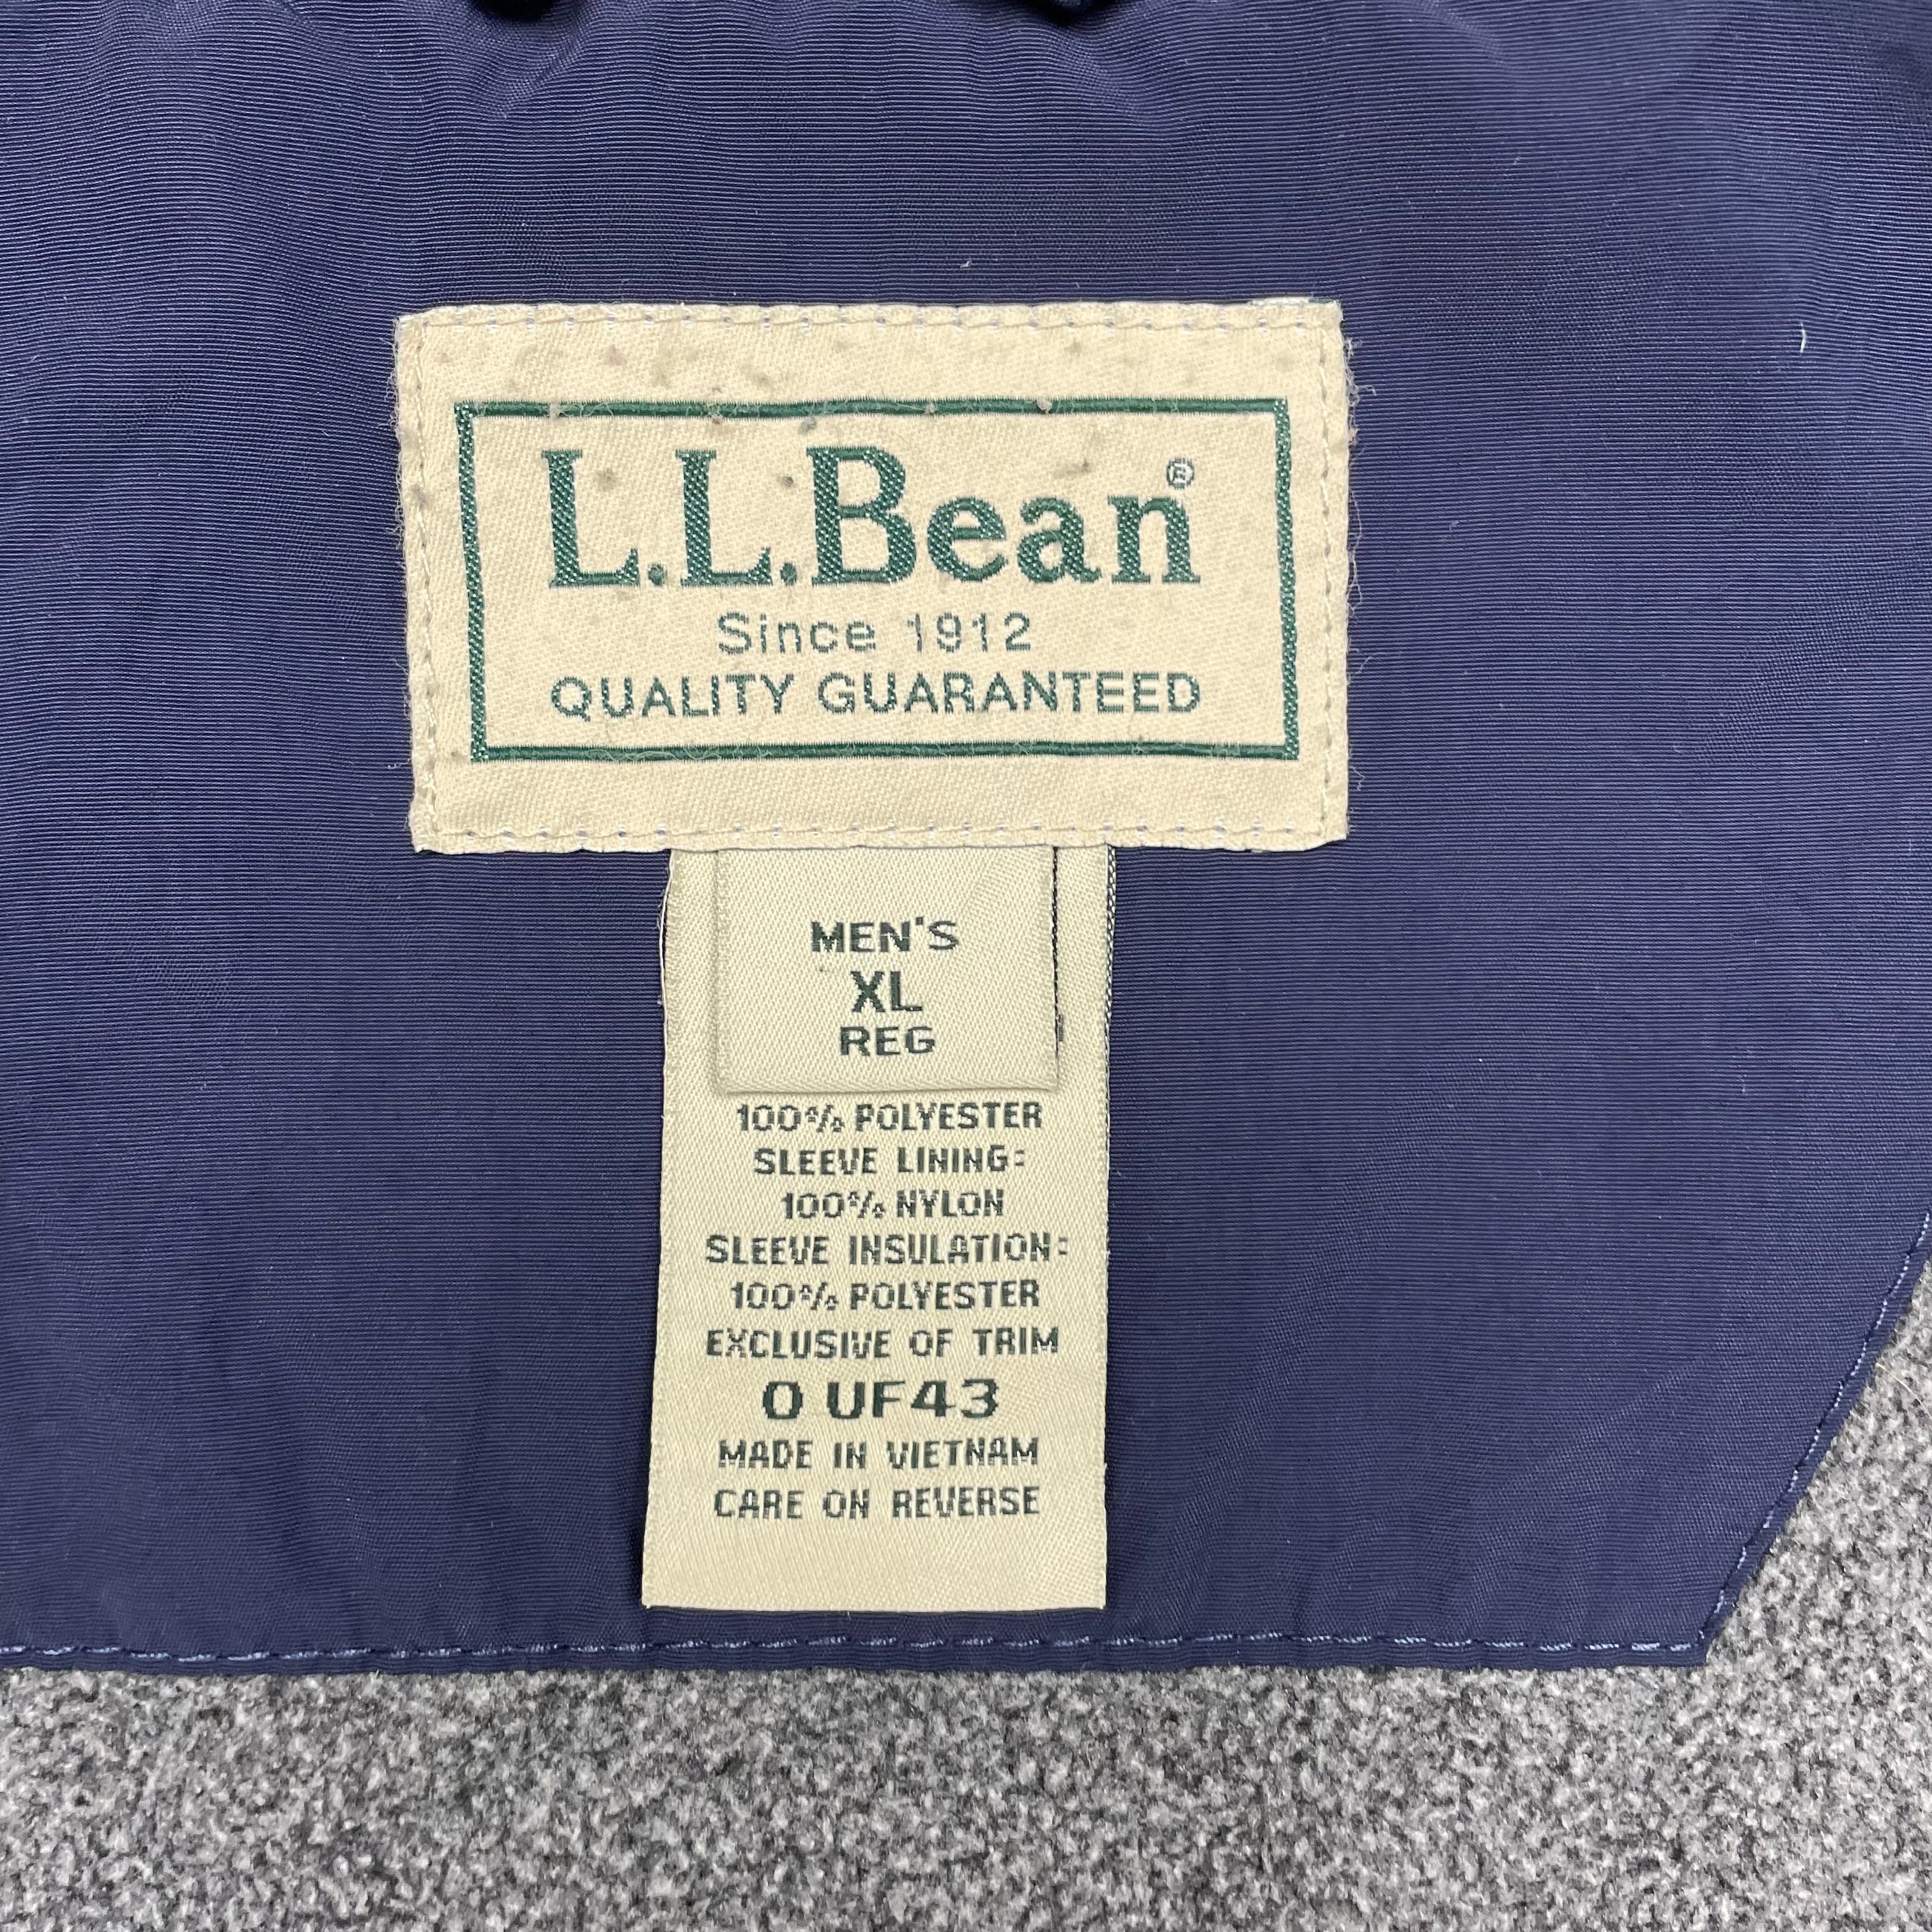 L.L.Bean®
Since 1912
QUALITY GUARANTEED
MEN'S
XL
REG
100% POLYESTER
SLEEVE LINING:
100% NYLON
SLEEVE INSULATION:
100% POLYESTER
EXCLUSIVE OF TRIM
0 UF43
MADE IN VIETNAM
CARE ON REVERSE